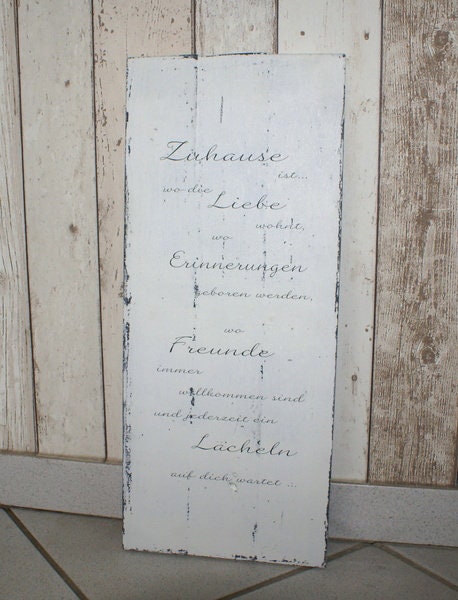 Zuhause
ist...
wo die
Liebe
wohnt,
wo
Erinnerungen
geboren werden,
wo
Freunde
immer
willkommen sind
und jederzeit ein
Lächeln
auf dich wartet ...